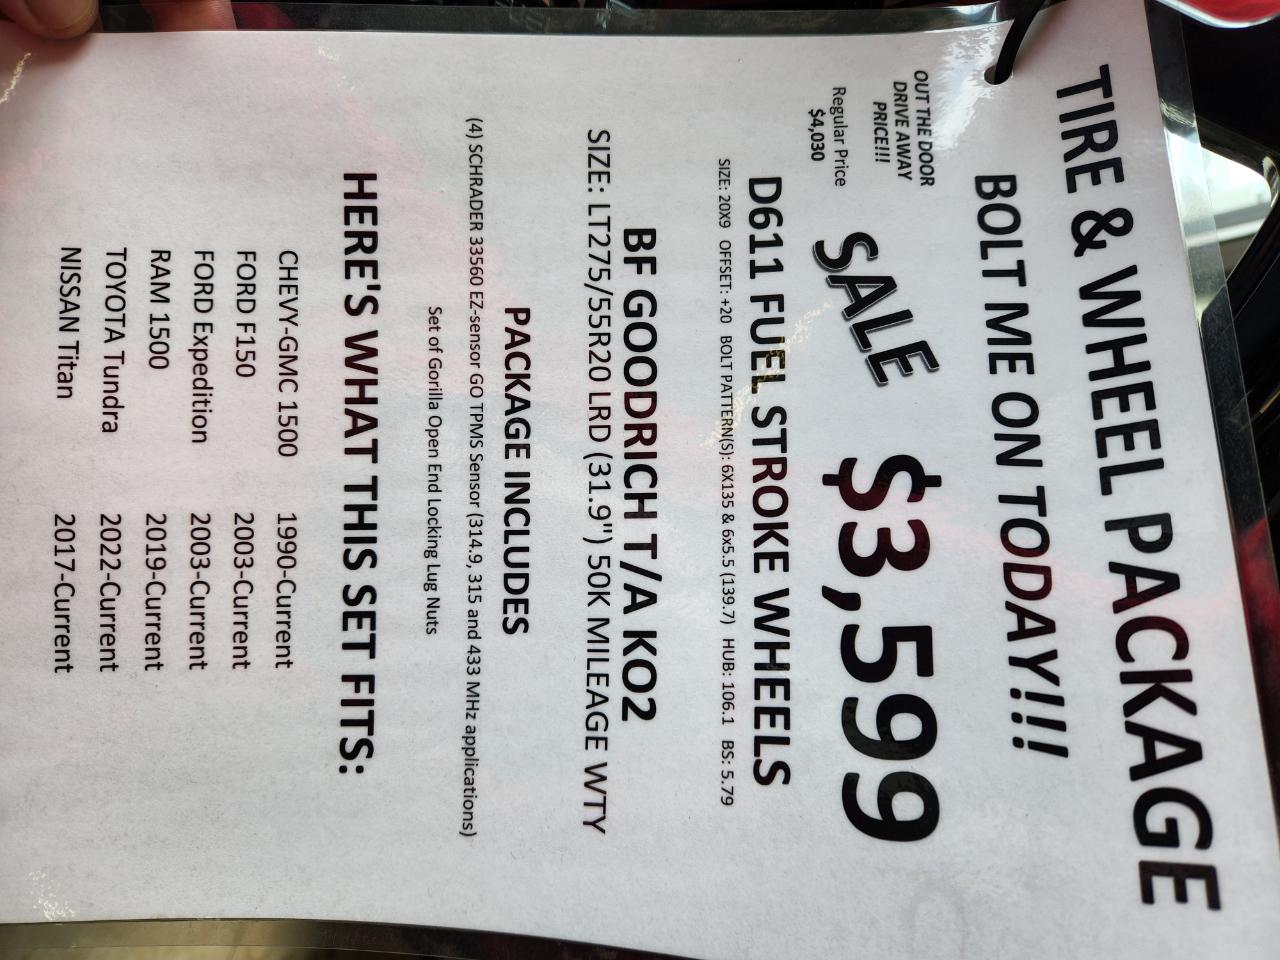 TIRE & WHEEL PACKAGE
BOLT ME ON TODAY!!!
OUT THE DOOR
DRIVE AWAY
PRICE!!!
Regular Price
$4,030
SALE $3,599
D611 FUEL STROKE WHEELS
SIZE: 20X9 OFFSET: +20 BOLT PATTERN(S): 6X135 & 6x5.5 (139.7) HUB: 106.1 BS: 5.79
BF GOODRICH T/A KO2
SIZE: LT275/55R20 LRD (31.9") 50K MILEAGE WTY
PACKAGE INCLUDES
(4) SCHRADER 33560 EZ-sensor GO TPMS Sensor (314.9, 315 and 433 MHz applications)
Set of Gorilla Open End Locking Lug Nuts
HERE'S WHAT THIS SET FITS:
CHEVY-GMC 1500 1990-Current
FORD F150 2003-Current
FORD Expedition 2003-Current
RAM 1500 2019-Current
TOYOTA Tundra 2022-Current
NISSAN Titan 2017-Current